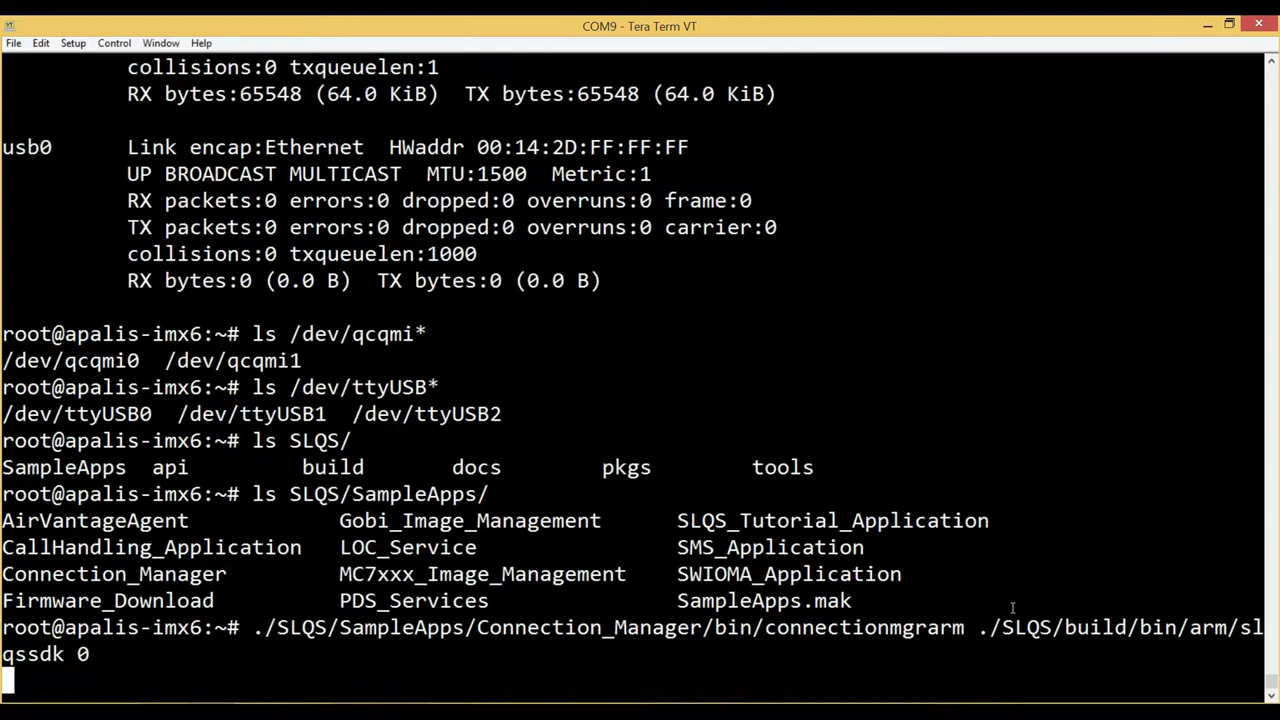 COM9 - Tera Term VT
File Edit Setup Control Window Help
collisions:0 txqueuelen:1
RX bytes:65548 (64.0 KiB)  TX bytes:65548 (64.0 KiB)
usb0      Link encap:Ethernet  HWaddr 00:14:2D:FF:FF:FF
UP BROADCAST MULTICAST  MTU:1500  Metric:1
RX packets:0 errors:0 dropped:0 overruns:0 frame:0
TX packets:0 errors:0 dropped:0 overruns:0 carrier:0
collisions:0 txqueuelen:1000
RX bytes:0 (0.0 B)  TX bytes:0 (0.0 B)
root@apalis-imx6:~# ls /dev/qcqmi*
/dev/qcqmi0  /dev/qcqmi1
root@apalis-imx6:~# ls /dev/ttyUSB*
/dev/ttyUSB0  /dev/ttyUSB1  /dev/ttyUSB2
root@apalis-imx6:~# ls SLQS/
SampleApps  api         build       docs        pkgs        tools
root@apalis-imx6:~# ls SLQS/SampleApps/
AirVantageAgent            Gobi_Image_Management      SLQS_Tutorial_Application
CallHandling_Application   LOC_Service                SMS_Application
Connection_Manager         MC7xxx_Image_Management    SWIOMA_Application
Firmware_Download          PDS_Services               SampleApps.mak
root@apalis-imx6:~# ./SLQS/SampleApps/Connection_Manager/bin/connectionmgrarm ./SLQS/build/bin/arm/sl
qssdk 0